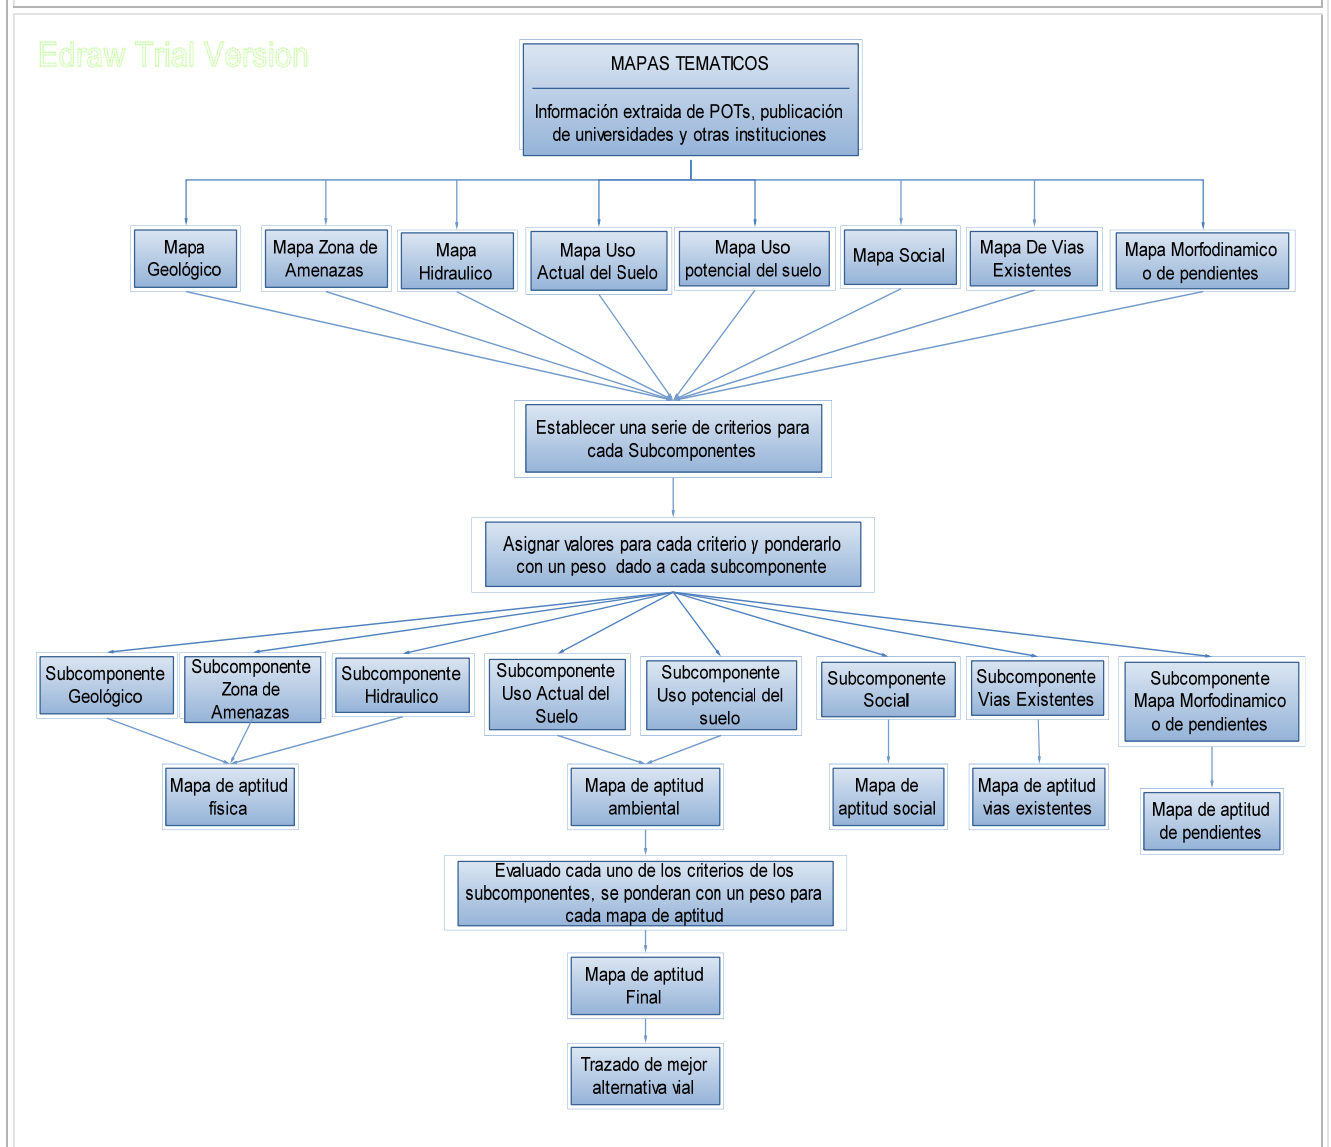 Edraw Trial Version
MAPAS TEMATICOS
Información extraida de POTs, publicación
de universidades y otras instituciones
Mapa
Geológico
Mapa Zona de
Amenazas
Mapa
Hidraulico
Mapa Uso
Actual del Suelo
Mapa Uso
potencial del suelo
Mapa Social
Mapa De Vias
Existentes
Mapa Morfodinamico
o de pendientes
Establecer una serie de criterios para
cada Subcomponentes
Asignar valores para cada criterio y ponderarlo
con un peso dado a cada subcomponente
Subcomponente
Geológico
Subcomponente
Zona de
Amenazas
Subcomponente
Hidraulico
Subcomponente
Uso Actual del
Suelo
Subcomponente
Uso potencial del
suelo
Subcomponente
Social
Subcomponente
Vias Existentes
Subcomponente
Mapa Morfodinamico
o de pendientes
Mapa de aptitud
física
Mapa de aptitud
ambiental
Mapa de
aptitud social
Mapa de aptitud
vias existentes
Mapa de aptitud
de pendientes
Evaluado cada uno de los criterios de los
subcomponentes, se ponderan con un peso para
cada mapa de aptitud
Mapa de aptitud
Final
Trazado de mejor
alternativa vial